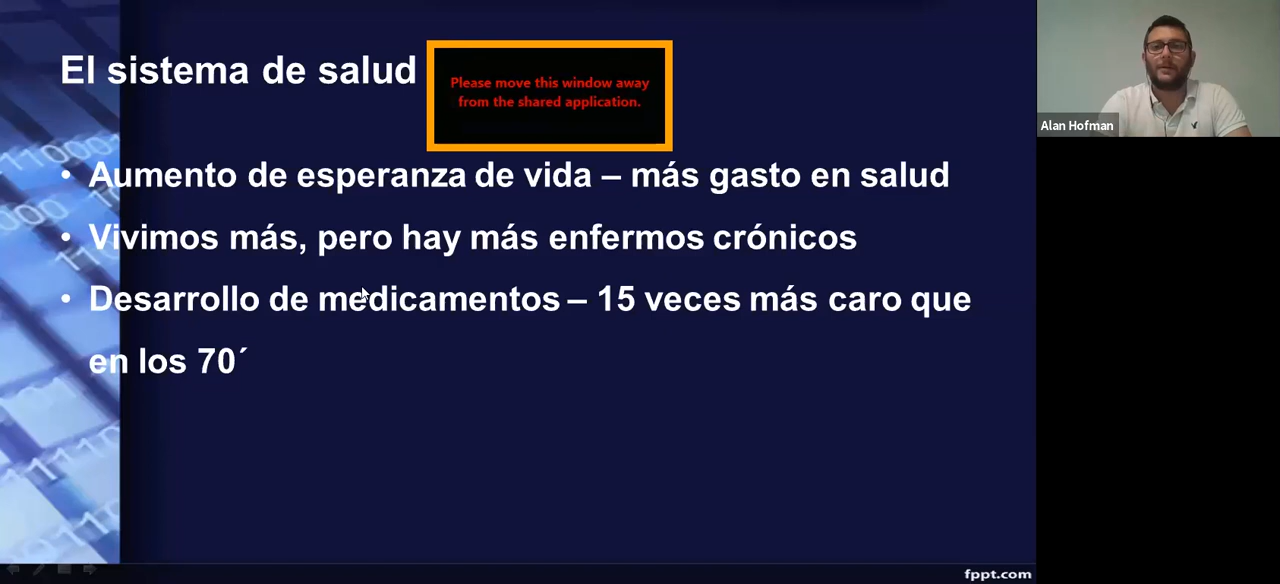 El sistema de salud
Please move this window away
from the shared application.
Alan Hofman
• Aumento de esperanza de vida – más gasto en salud
• Vivimos más, pero hay más enfermos crónicos
• Desarrollo de medicamentos – 15 veces más caro que
en los 70´
fppt.com